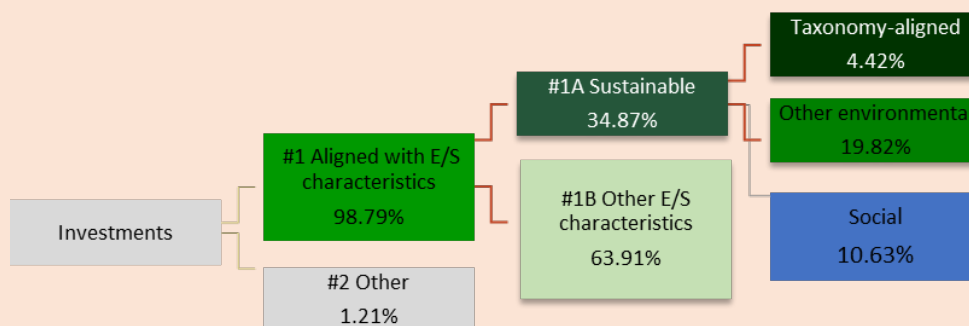 Investments
#1 Aligned with E/S
characteristics
98.79%
#2 Other
1.21%
#1A Sustainable
34.87%
#1B Other E/S
characteristics
63.91%
Taxonomy-aligned
4.42%
Other environmenta
19.82%
Social
10.63%